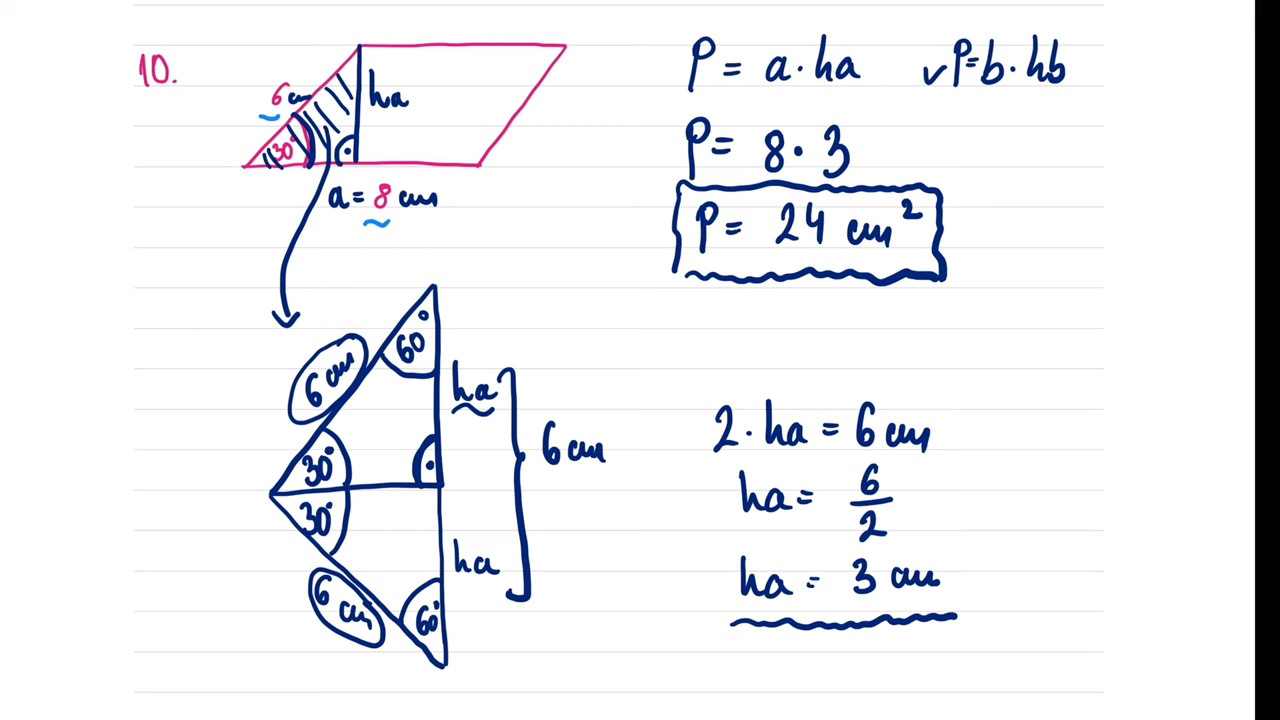 10.
6 cm
ha
30°
a = 8 cm
P = a · ha
v P = b · hb
P = 8 · 3
P = 24 cm²
60°
6 cm
ha
30°
6 cm
30°
ha
6 cm
60°
2 · ha = 6 cm
ha = 6/2
ha = 3 cm